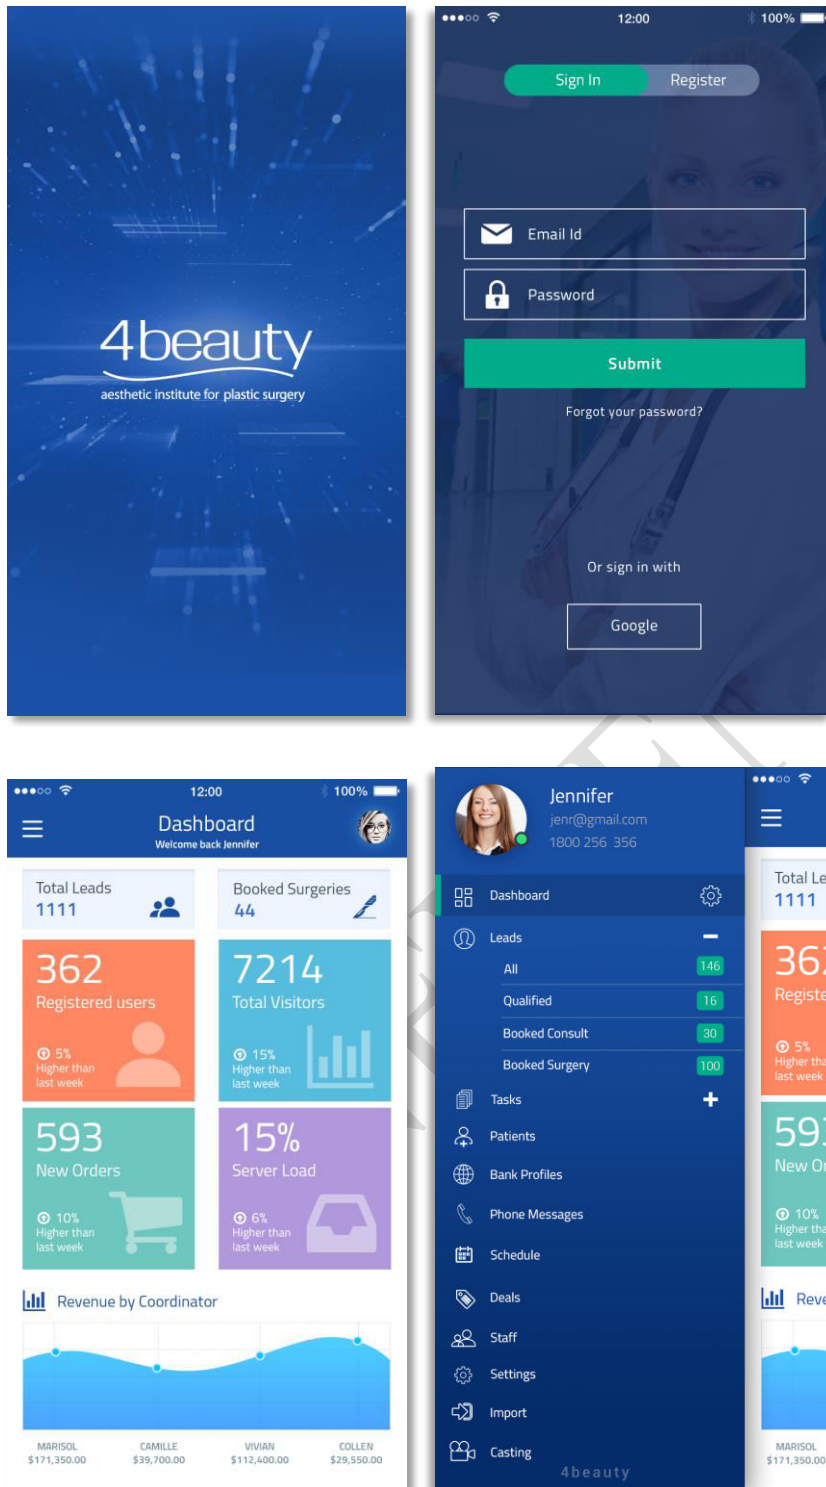 4beauty
aesthetic institute for plastic surgery
12:00
100%
Sign In
Register
Email Id
Password
Submit
Forgot your password?
Or sign in with
Google
12:00
100%
Dashboard
Welcome back Jennifer
Total Leads
1111
Booked Surgeries
44
362
Registered users
5%
Higher than
last week
7214
Total Visitors
15%
Higher than
last week
593
New Orders
10%
Higher than
last week
15%
Server Load
6%
Higher than
last week
Revenue by Coordinator
MARISOL
$171,350.00
CAMILLE
$39,700.00
VIVIAN
$112,400.00
COLLEN
$29,550.00
Jennifer
jenr@gmail.com
1800 256 356
Dashboard
Leads
All 146
Qualified 16
Booked Consult 30
Booked Surgery 100
Tasks
Patients
Bank Profiles
Phone Messages
Schedule
Deals
Staff
Settings
Import
Casting
4beauty
Total Le
1111
362
Registe
5%
Higher tha
last week
593
New Or
10%
Higher tha
last week
Reve
MARISOL
$171,350.00